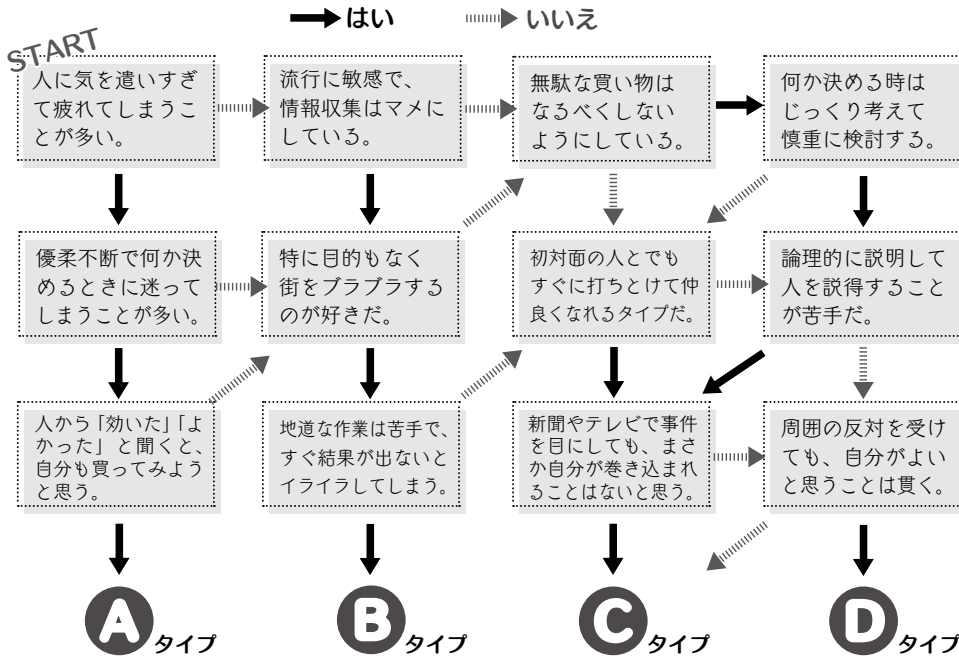 はい
いいえ
START
人に気を遣いすぎ
て疲れてしまうこ
とが多い。
流行に敏感で、
情報収集はマメに
している。
無駄な買い物は
なるべくしない
ようにしている。
何か決める時は
じっくり考えて
慎重に検討する。
優柔不断で何か決
めるときに迷って
しまうことが多い。
特に目的もなく
街をブラブラする
のが好きだ。
初対面の人とでも
すぐに打ちとけて仲
良くなれるタイプだ。
論理的に説明して
人を説得すること
が苦手だ。
人から「効いた」「よ
かった」と聞くと、
自分も買ってみよう
と思う。
地道な作業は苦手で、
すぐ結果が出ないと
イライラしてしまう。
新聞やテレビで事件
を目にしても、まさ
か自分が巻き込まれ
ることはないと思う。
周囲の反対を受け
ても、自分がよい
と思うことは貫く。
Aタイプ
Bタイプ
Cタイプ
Dタイプ